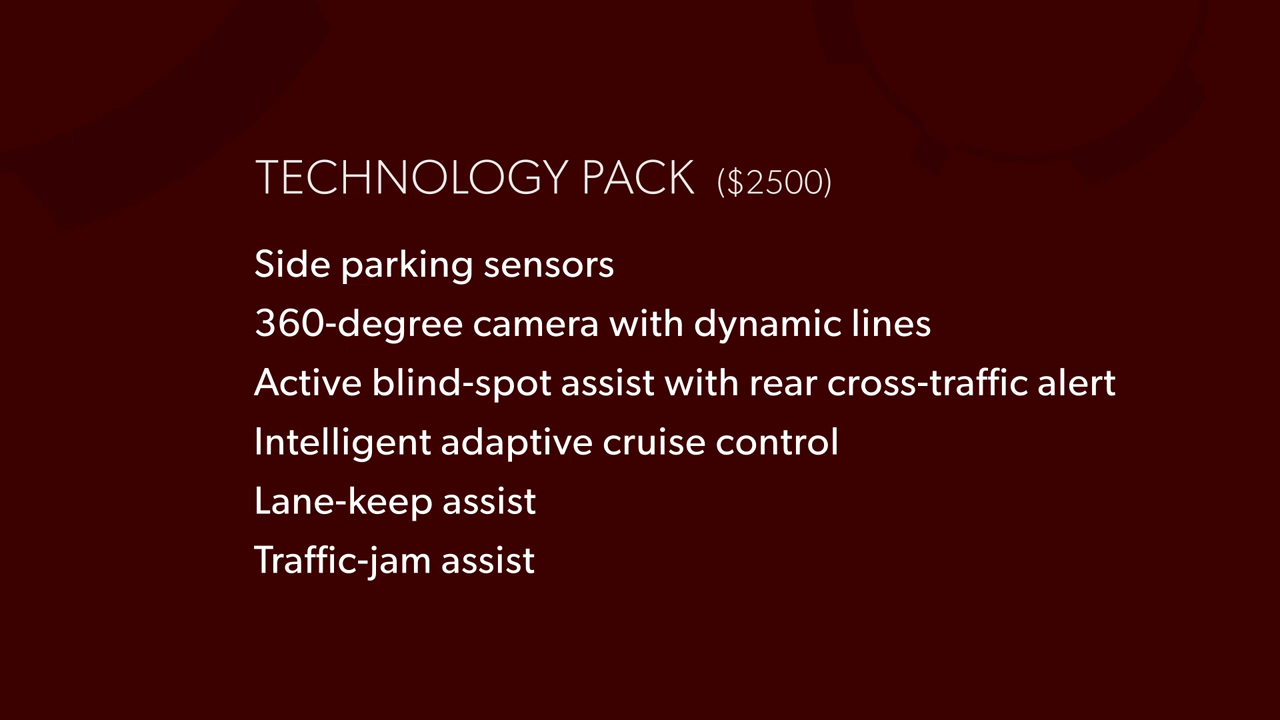 TECHNOLOGY PACK ($2500)
Side parking sensors
360-degree camera with dynamic lines
Active blind-spot assist with rear cross-traffic alert
Intelligent adaptive cruise control
Lane-keep assist
Traffic-jam assist